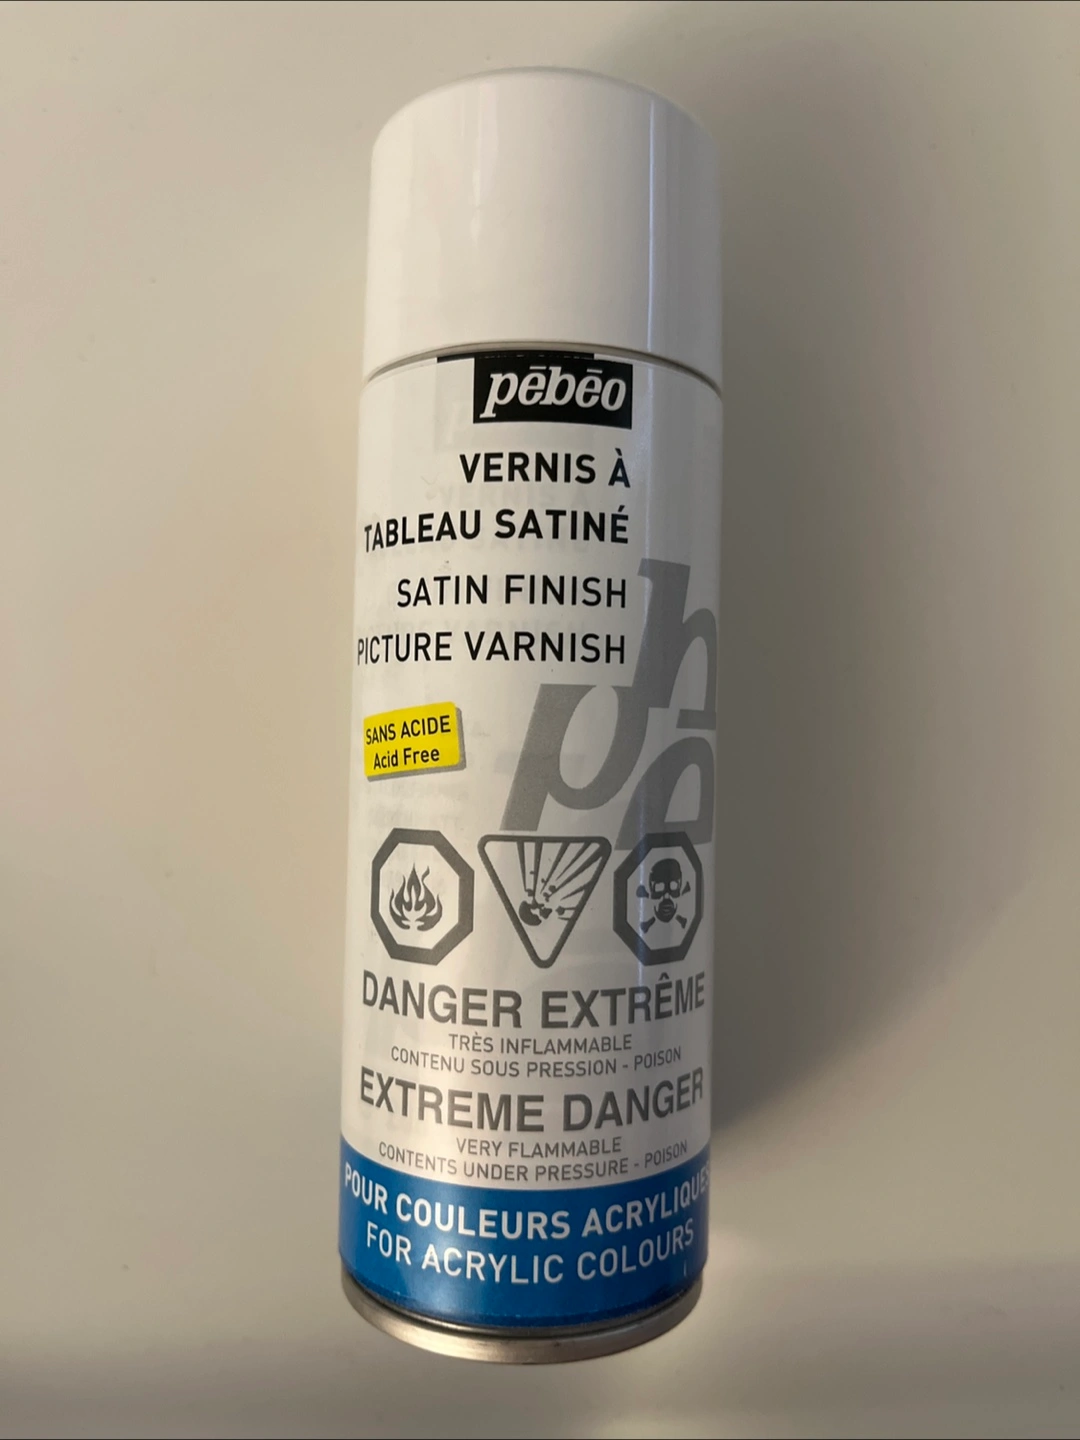 pēbēo
VERNIS À
TABLEAU SATINÉ
SATIN FINISH
PICTURE VARNISH
SANS ACIDE
Acid Free
DANGER EXTRÊME
TRÈS INFLAMMABLE
CONTENU SOUS PRESSION - POISON
EXTREME DANGER
VERY FLAMMABLE
CONTENTS UNDER PRESSURE - POISON
POUR COULEURS ACRYLIQUES
FOR ACRYLIC COLOURS